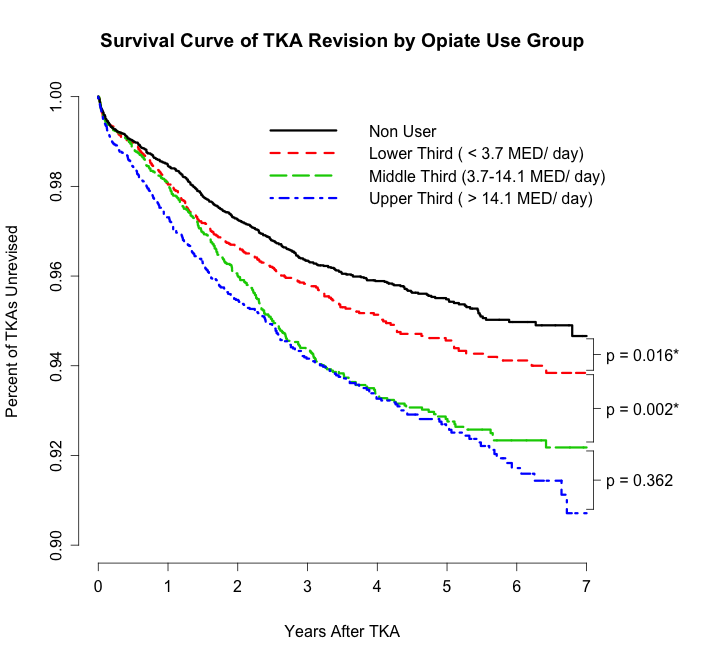 Survival Curve of TKA Revision by Opiate Use Group
Percent of TKAs Unrevised
1.00
0.98
0.96
0.94
0.92
0.90
Non User
Lower Third ( < 3.7 MED/ day)
Middle Third (3.7-14.1 MED/ day)
Upper Third ( > 14.1 MED/ day)
p = 0.016*
p = 0.002*
p = 0.362
0 1 2 3 4 5 6 7
Years After TKA